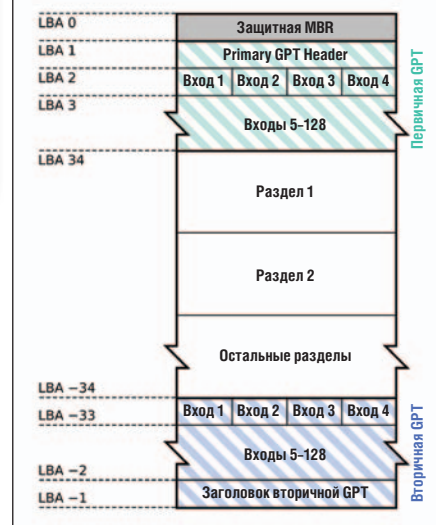 LBA 0
Защитная MBR
LBA 1
Primary GPT Header
LBA 2
Вход 1 Вход 2 Вход 3 Вход 4
LBA 3
Входы 5–128
Первичная GPT
LBA 34
Раздел 1
Раздел 2
Остальные разделы
LBA −34
LBA −33
Вход 1 Вход 2 Вход 3 Вход 4
Входы 5–128
LBA −2
LBA −1
Заголовок вторичной GPT
Вторичная GPT